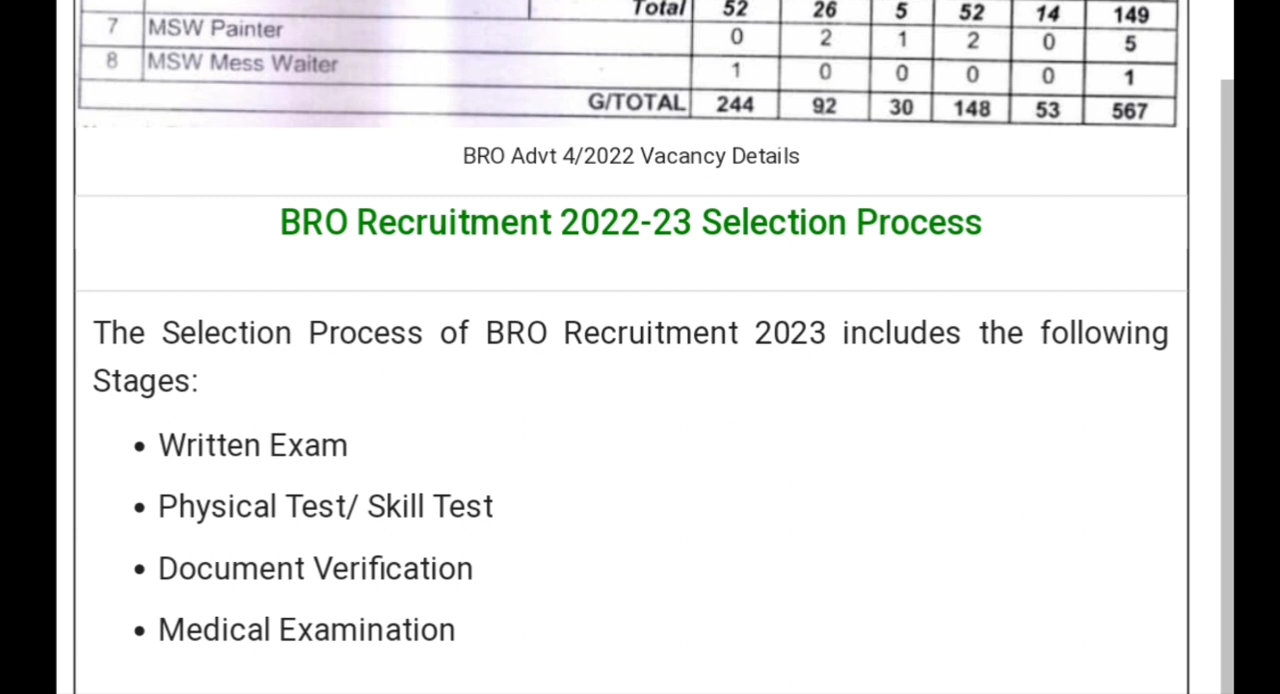 Total 52 26 5 52 14 149
7 MSW Painter 0 2 1 2 0 5
8 MSW Mess Waiter 1 0 0 0 0 1
G/TOTAL 244 92 30 148 53 567
BRO Advt 4/2022 Vacancy Details
BRO Recruitment 2022-23 Selection Process
The Selection Process of BRO Recruitment 2023 includes the following
Stages:
• Written Exam
• Physical Test/ Skill Test
• Document Verification
• Medical Examination